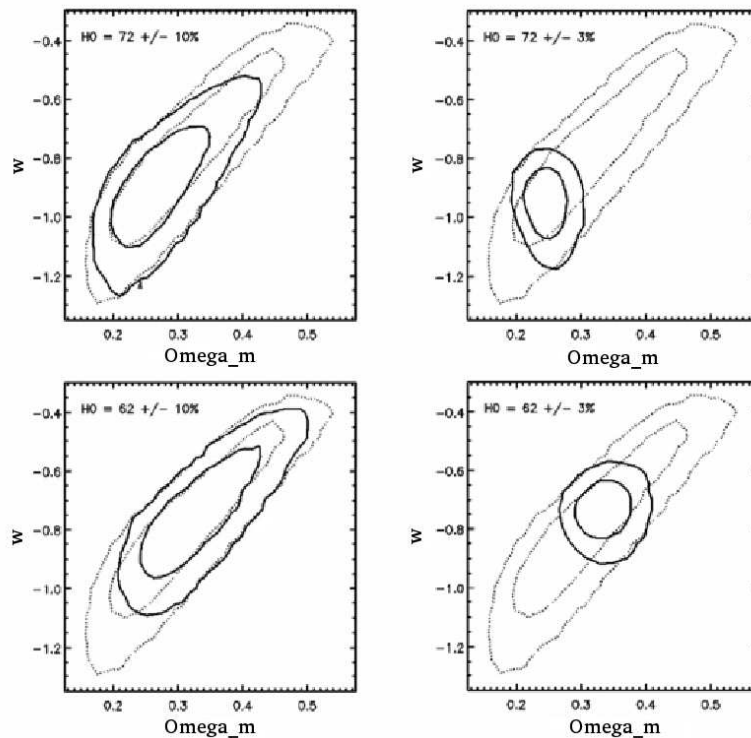 H0 = 72 +/- 10%
w
-0.4
-0.6
-0.8
-1.0
-1.2
0.2 0.3 0.4 0.5
Omega_m
H0 = 72 +/- 3%
w
-0.4
-0.6
-0.8
-1.0
-1.2
0.2 0.3 0.4 0.5
Omega_m
H0 = 62 +/- 10%
w
-0.4
-0.6
-0.8
-1.0
-1.2
0.2 0.3 0.4 0.5
Omega_m
H0 = 62 +/- 3%
w
-0.4
-0.6
-0.8
-1.0
-1.2
0.2 0.3 0.4 0.5
Omega_m